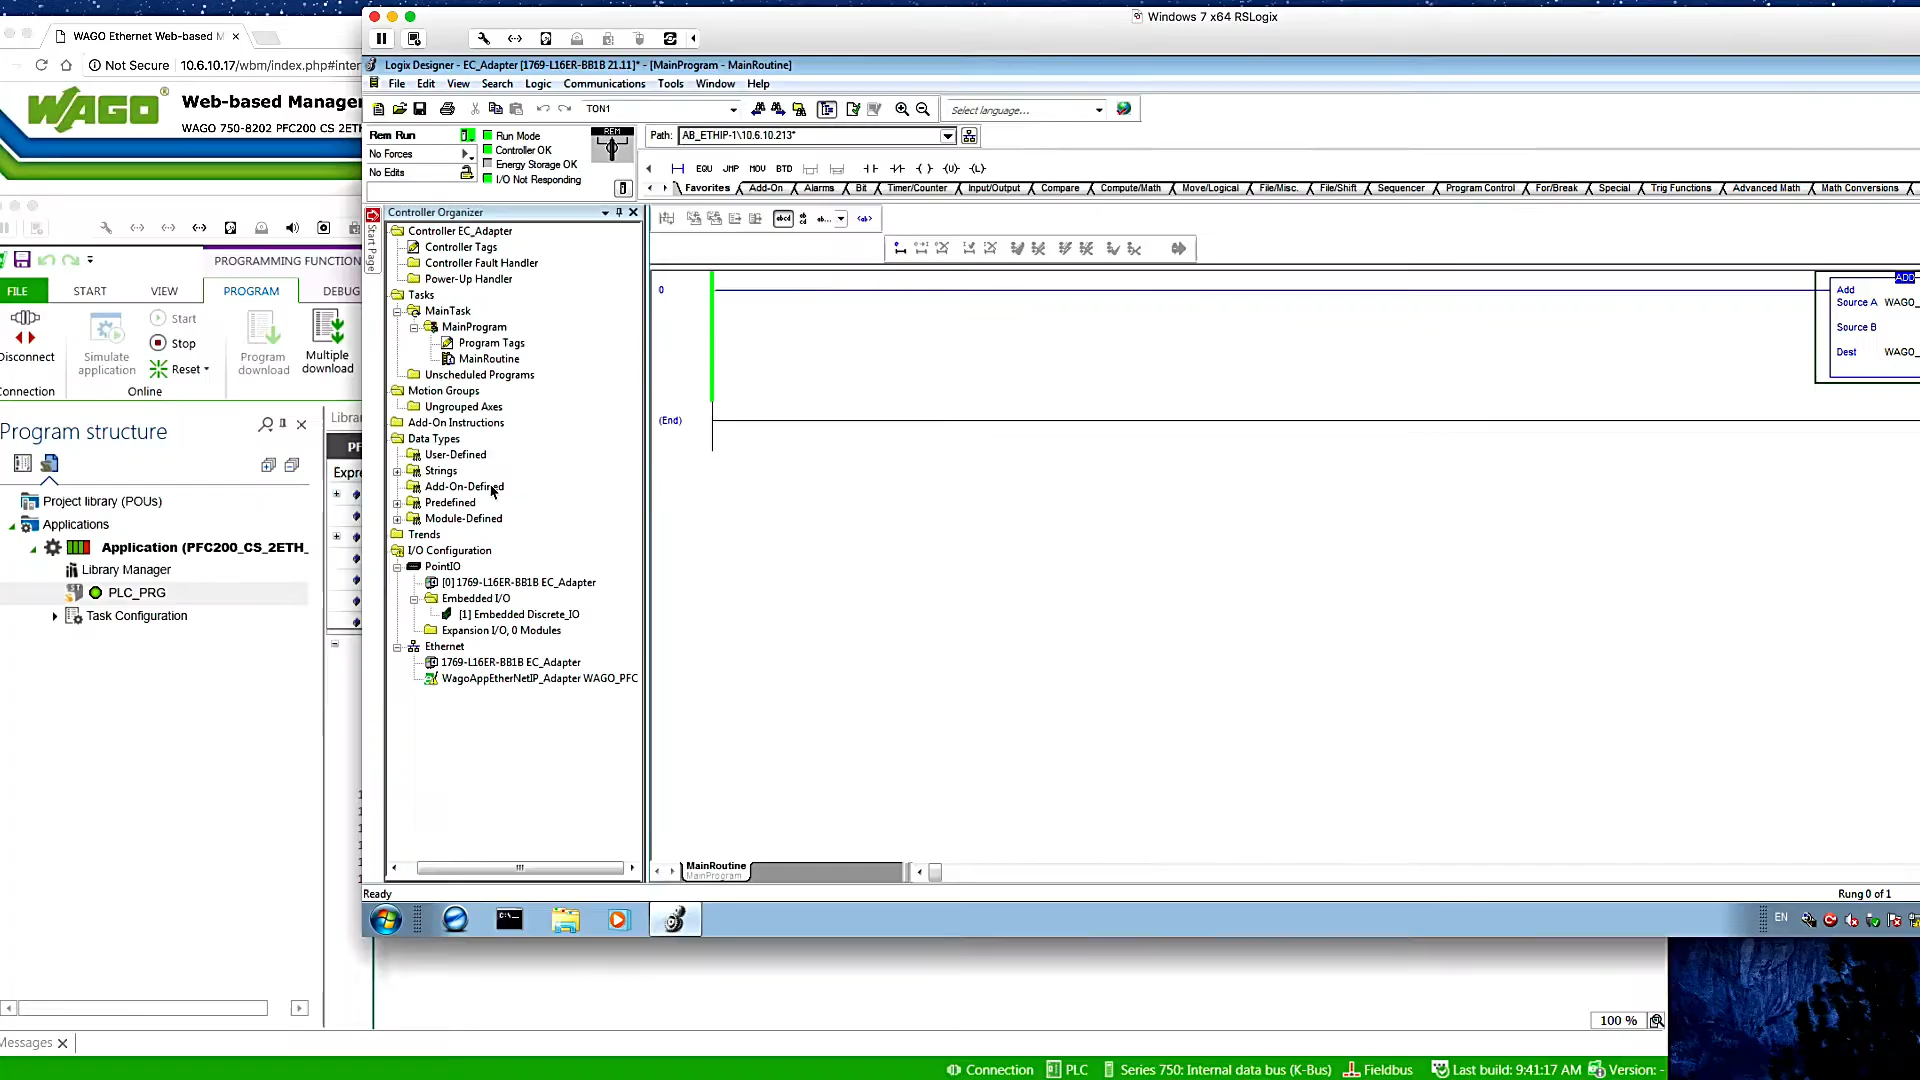 Windows 7 x64 RSLogix
WAGO Ethernet Web-based M
Not Secure
10.6.10.17/wbm/index.php#inter
WAGO
Web-based Manager
WAGO 750-8202 PFC200 CS 2ETH
Logix Designer - EC_Adapter [1769-L16ER-BB1B 21.11]* - [MainProgram - MainRoutine]
File Edit View Search Logic Communications Tools Window Help
TON1
Select language...
Rem Run
No Forces
No Edits
Run Mode
Controller OK
Energy Storage OK
I/O Not Responding
REM
Path: AB_ETHIP-1\10.6.10.213*
EQU JMP MOV BTD
Favorites Add-On Alarms Bit Timer/Counter Input/Output Compare Compute/Math Move/Logical File/Misc. File/Shift Sequencer Program Control For/Break Special Trig Functions Advanced Math Math Conversions
Start Page
Controller Organizer
Controller EC_Adapter
Controller Tags
Controller Fault Handler
Power-Up Handler
Tasks
MainTask
MainProgram
Program Tags
MainRoutine
Unscheduled Programs
Motion Groups
Ungrouped Axes
Add-On Instructions
Data Types
User-Defined
Strings
Add-On-Defined
Predefined
Module-Defined
Trends
I/O Configuration
PointIO
[0] 1769-L16ER-BB1B EC_Adapter
Embedded I/O
[1] Embedded Discrete_IO
Expansion I/O, 0 Modules
Ethernet
1769-L16ER-BB1B EC_Adapter
WagoAppEtherNetIP_Adapter WAGO_PFC
0
ADD
Add
Source A WAGO_
Source B
Dest WAGO_
(End)
MainRoutine
MainProgram
Ready
Rung 0 of 1
EN
PROGRAMMING FUNCTION
FILE START VIEW PROGRAM DEBUG
Disconnect
Connection
Simulate application
Start
Stop
Reset
Online
Program download
Multiple download
Program structure
Project library (POUs)
Applications
Application (PFC200_CS_2ETH_
Library Manager
PLC_PRG
Task Configuration
Librar
PF
Expre
100 %
Messages
Connection
PLC
Series 750: Internal data bus (K-Bus)
Fieldbus
Last build: 9:41:17 AM
Version: -